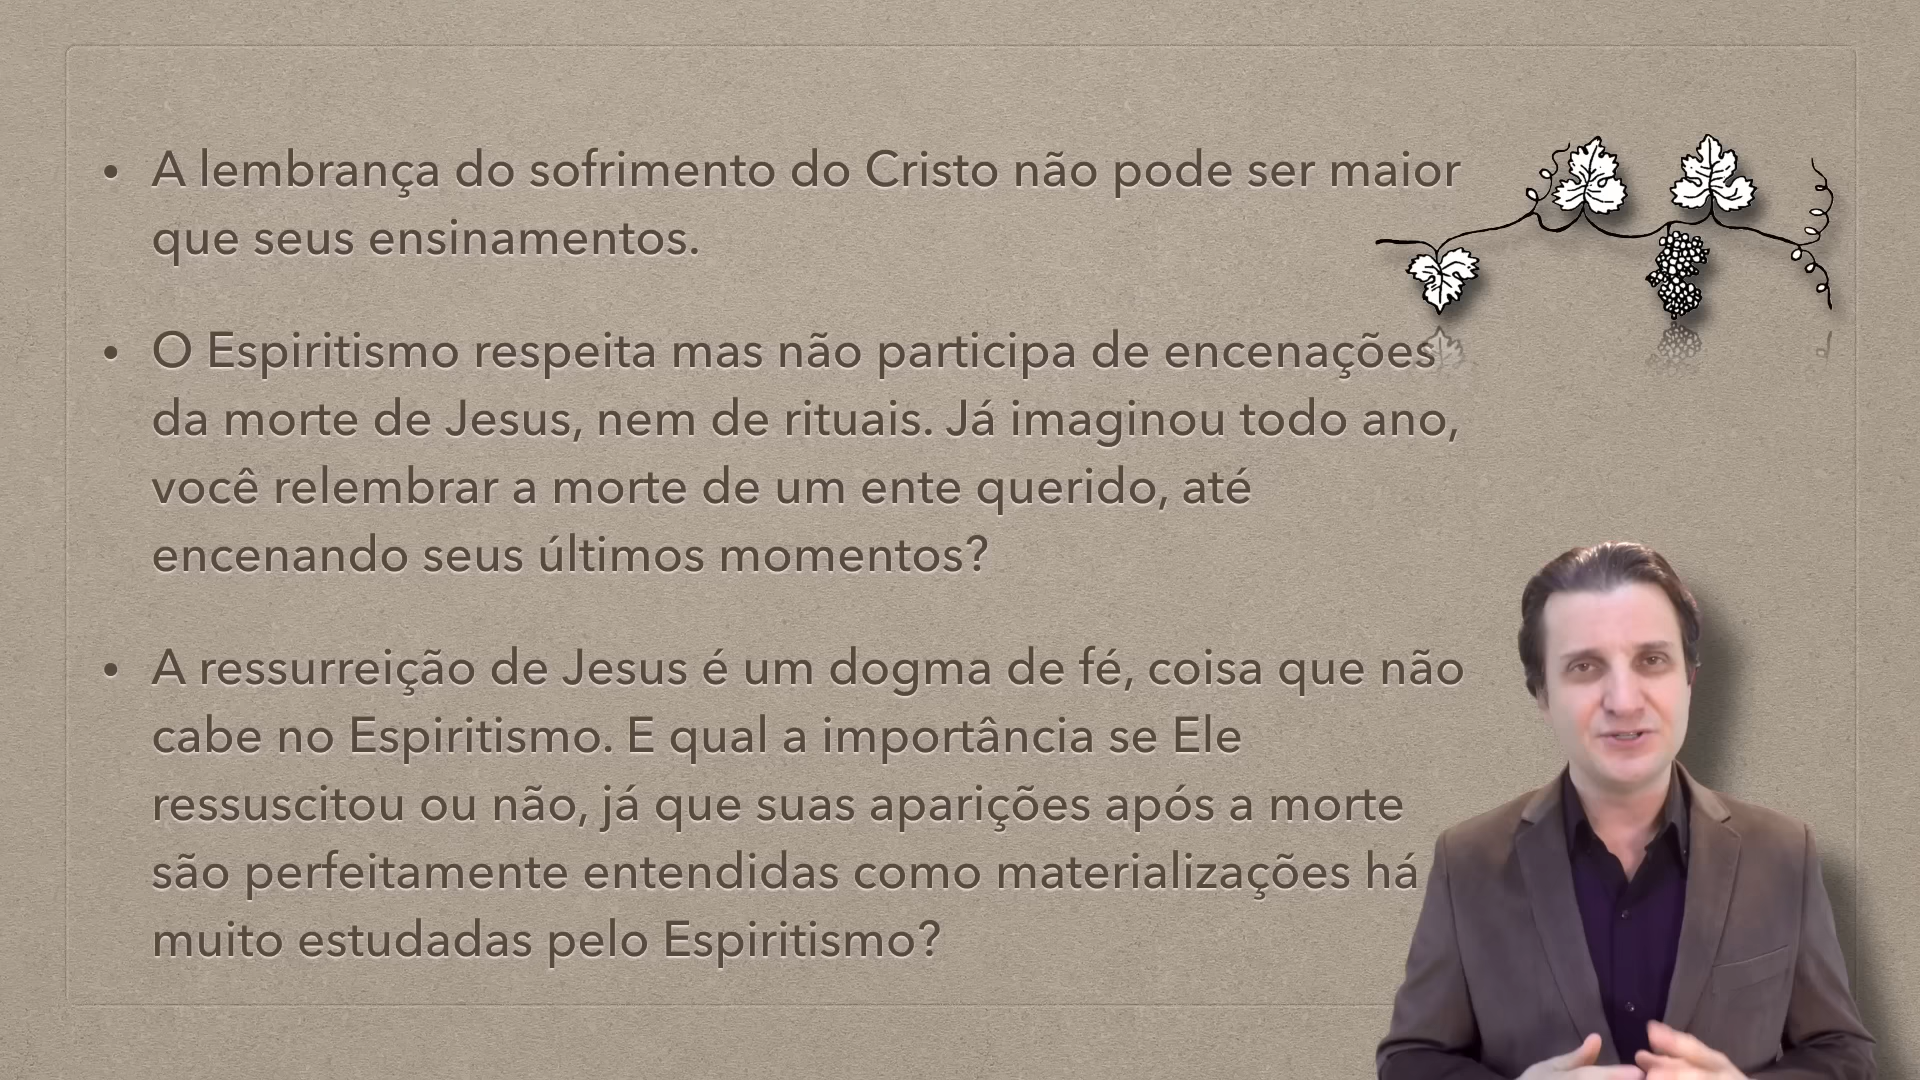 • A lembrança do sofrimento do Cristo não pode ser maior
que seus ensinamentos.
• O Espiritismo respeita mas não participa de encenações
da morte de Jesus, nem de rituais. Já imaginou todo ano,
você relembrar a morte de um ente querido, até
encenando seus últimos momentos?
• A ressurreição de Jesus é um dogma de fé, coisa que não
cabe no Espiritismo. E qual a importância se Ele
ressuscitou ou não, já que suas aparições após a morte
são perfeitamente entendidas como materializações há
muito estudadas pelo Espiritismo?